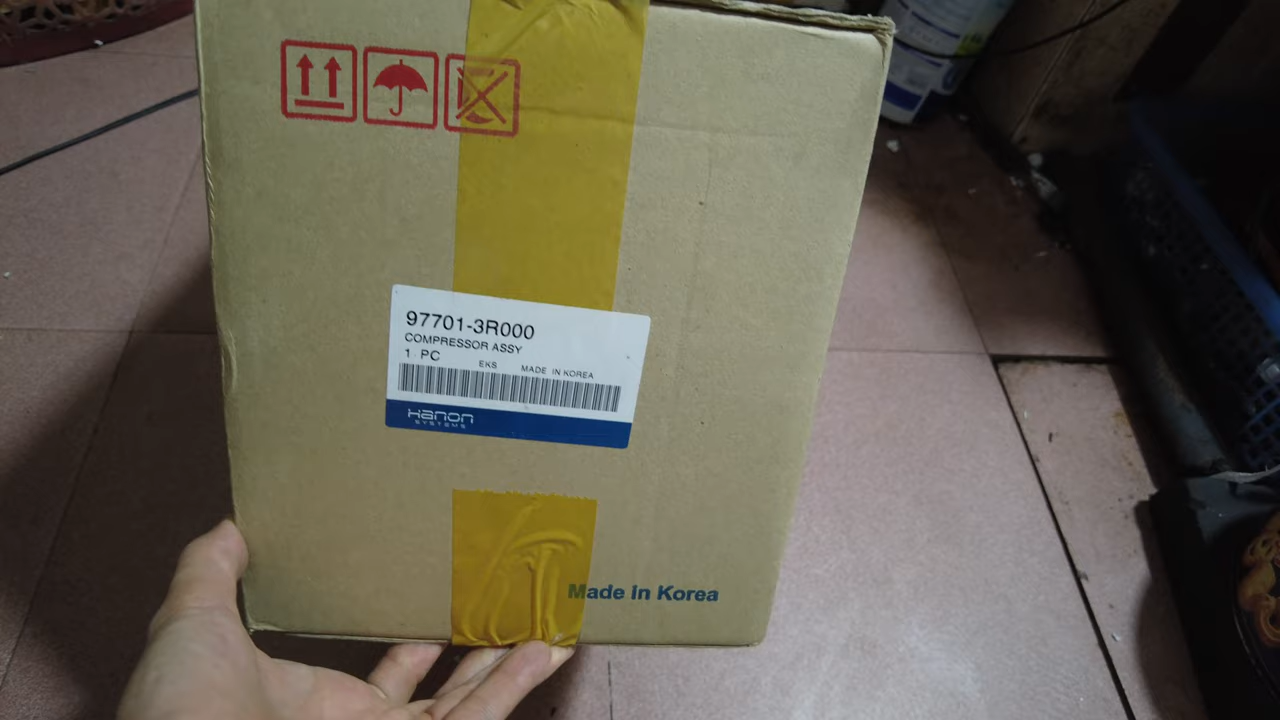 97701-3R000
COMPRESSOR ASSY
1 PC EKS MADE IN KOREA
Hanon
SYSTEMS
Made in Korea